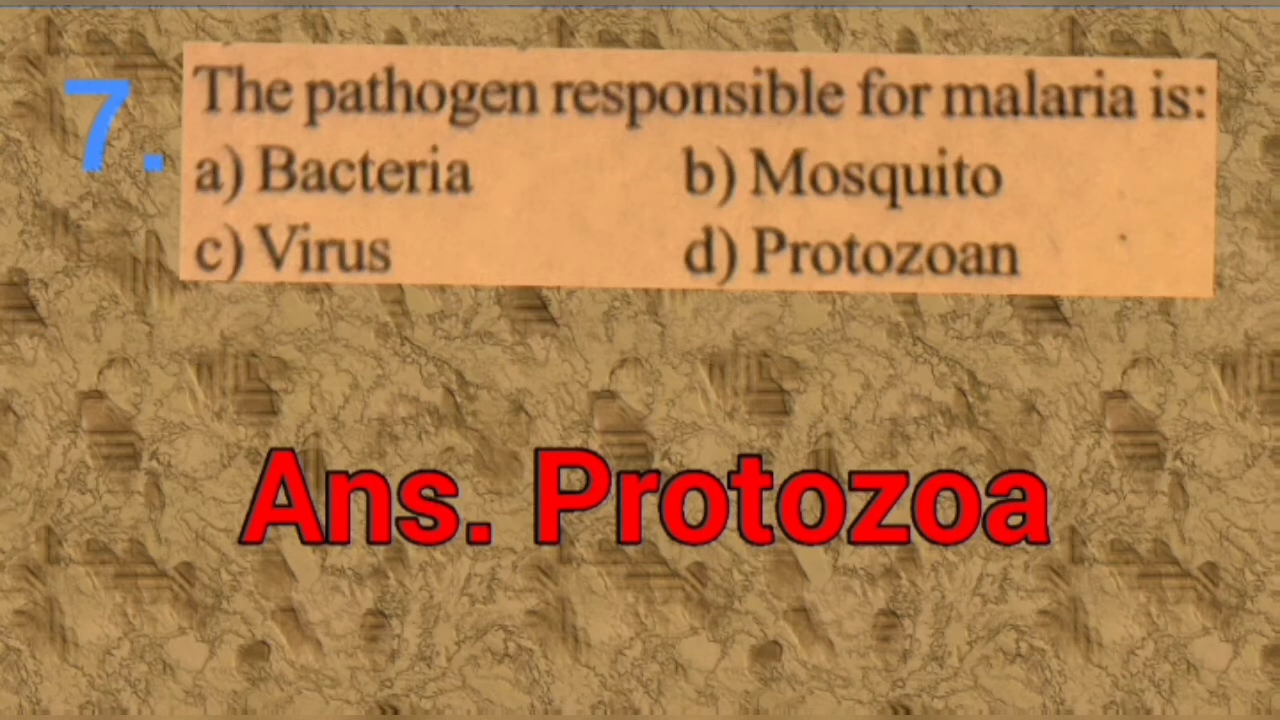 7. The pathogen responsible for malaria is:
a) Bacteria b) Mosquito
c) Virus d) Protozoan
Ans. Protozoa